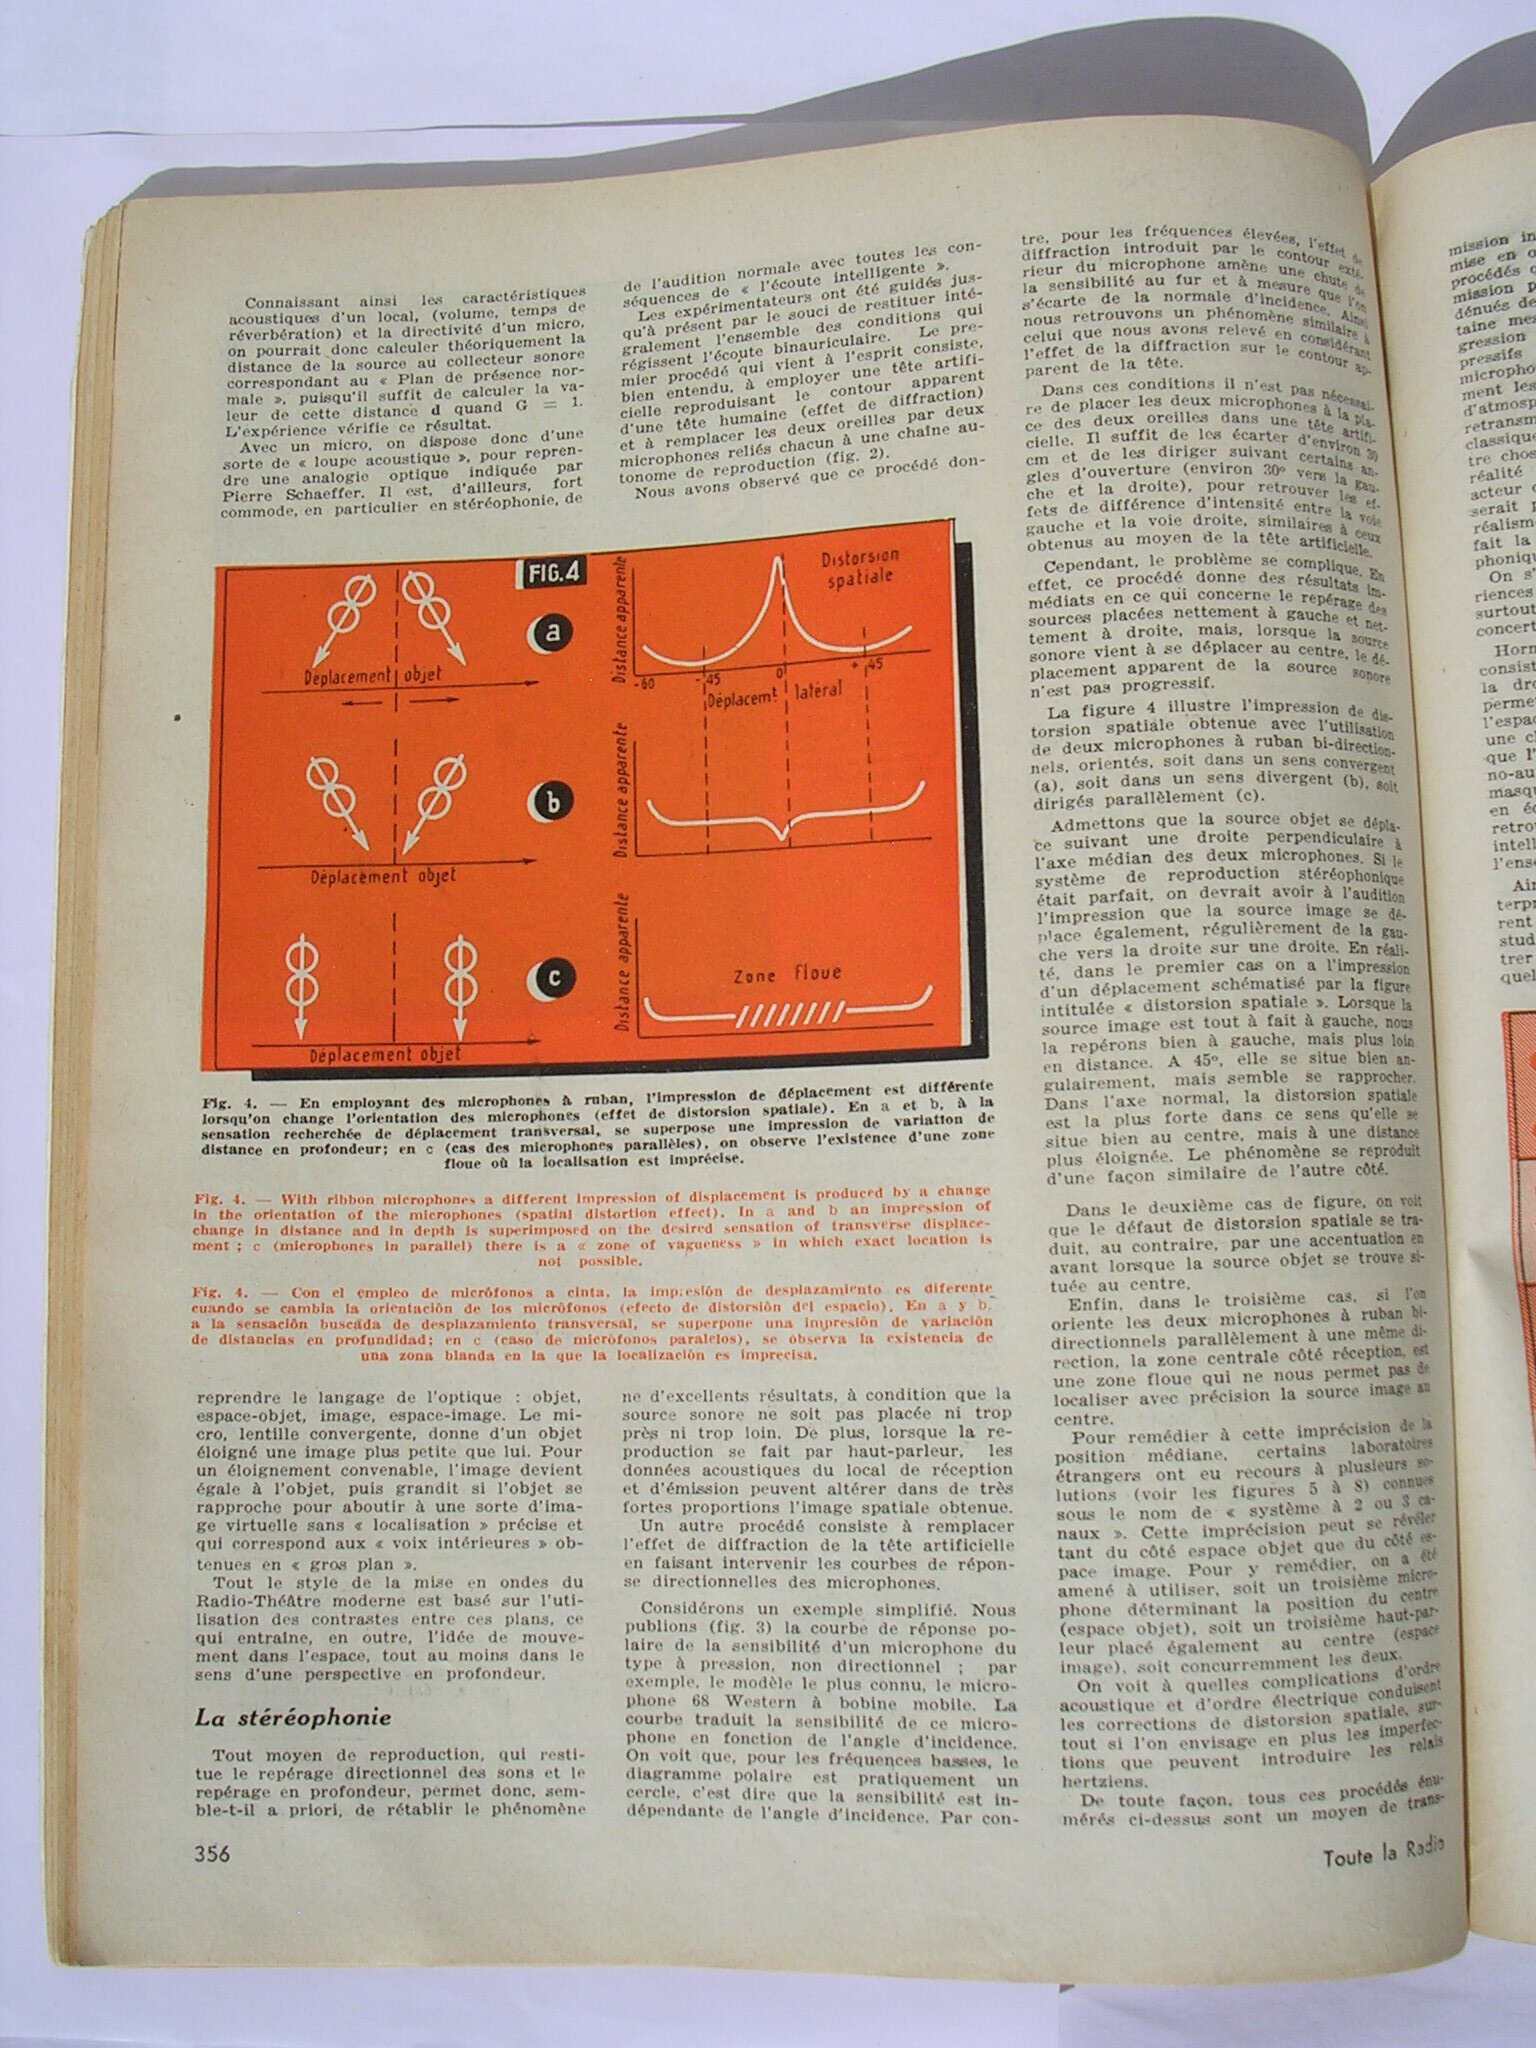 Connaissant ainsi les caractéristiques
acoustiques d'un local, (volume, temps de
réverbération) et la directivité d'un micro,
on pourrait donc calculer théoriquement la
distance de la source au collecteur sonore
correspondant au « Plan de présence nor-
male », puisqu'il suffit de calculer la va-
leur de cette distance d quand G = 1.
L'expérience vérifie ce résultat.
Avec un micro, on dispose donc d'une
sorte de « loupe acoustique », pour repren-
dre une analogie optique indiquée par
Pierre Schaeffer. Il est, d'ailleurs, fort
commode, en particulier en stéréophonie, de
de l'audition normale avec toutes les con-
séquences de « l'écoute intelligente ».
Les expérimentateurs ont été guidés jus-
qu'à présent par le souci de restituer inté-
gralement l'ensemble des conditions qui
régissent l'écoute binauriculaire. Le pre-
mier procédé qui vient à l'esprit consiste,
bien entendu, à employer une tête artifi-
cielle reproduisant le contour apparent
d'une tête humaine (effet de diffraction)
et à remplacer les deux oreilles par deux
microphones reliés chacun à une chaîne au-
tonome de reproduction (fig. 2).
Nous avons observé que ce procédé don-
FIG.4
a
Déplacement objet
Distance apparente
Distorsion
spatiale
-60
-45
0
+45
Déplacemt latéral
b
Déplacement objet
Distance apparente
c
Déplacement objet
Distance apparente
Zone floue
Fig. 4. — En employant des microphones à ruban, l'impression de déplacement est différente
lorsqu'on change l'orientation des microphones (effet de distorsion spatiale). En a et b, à la
sensation recherchée de déplacement transversal, se superpose une impression de variation de
distance en profondeur; en c (cas des microphones parallèles), on observe l'existence d'une zone
floue où la localisation est imprécise.
Fig. 4. — With ribbon microphones a different impression of displacement is produced by a change
in the orientation of the microphones (spatial distortion effect). In a and b an impression of
change in distance and in depth is superimposed on the desired sensation of transverse displace-
ment ; c (microphones in parallel) there is a « zone of vagueness » in which exact location is
not possible.
Fig. 4. — Con el empleo de micrófonos a cinta, la impresión de desplazamiento es diferente
cuando se cambla la orientación de los micrófonos (efecto de distorsión del espacio). En a y b,
a la sensación buscáda de desplazamiento transversal, se superpone una impresión de variación
de distancias en profundidad; en c (caso de micrófonos paralelos), se observa la existencia de
una zona blanda en la que la localización es imprecisa.
reprendre le langage de l'optique : objet,
espace-objet, image, espace-image. Le mi-
cro, lentille convergente, donne d'un objet
éloigné une image plus petite que lui. Pour
un éloignement convenable, l'image devient
égale à l'objet, puis grandit si l'objet se
rapproche pour aboutir à une sorte d'ima-
ge virtuelle sans « localisation » précise et
qui correspond aux « voix intérieures » ob-
tenues en « gros plan ».
Tout le style de la mise en ondes du
Radio-Théâtre moderne est basé sur l'uti-
lisation des contrastes entre ces plans, ce
qui entraîne, en outre, l'idée de mouve-
ment dans l'espace, tout au moins dans le
sens d'une perspective en profondeur.
La stéréophonie
Tout moyen de reproduction, qui resti-
tue le repérage directionnel des sons et le
repérage en profondeur, permet donc, sem-
ble-t-il a priori, de rétablir le phénomène
ne d'excellents résultats, à condition que la
source sonore ne soit pas placée ni trop
près ni trop loin. De plus, lorsque la re-
production se fait par haut-parleur, les
données acoustiques du local de réception
et d'émission peuvent altérer dans de très
fortes proportions l'image spatiale obtenue.
Un autre procédé consiste à remplacer
l'effet de diffraction de la tête artificielle
en faisant intervenir les courbes de répon-
se directionnelles des microphones.
Considérons un exemple simplifié. Nous
publions (fig. 3) la courbe de réponse po-
laire de la sensibilité d'un microphone du
type à pression, non directionnel ; par
exemple, le modèle le plus connu, le micro-
phone 68 Western à bobine mobile. La
courbe traduit la sensibilité de ce micro-
phone en fonction de l'angle d'incidence.
On voit que, pour les fréquences basses, le
diagramme polaire est pratiquement un
cercle, c'est dire que la sensibilité est in-
dépendante de l'angle d'incidence. Par con-
tre, pour les fréquences élevées, l'effet de
diffraction introduit par le contour exté-
rieur du microphone amène une chute de
la sensibilité au fur et à mesure que l'on
s'écarte de la normale d'incidence. Ainsi
nous retrouvons un phénomène similaire à
celui que nous avons relevé en considérant
l'effet de la diffraction sur le contour ap-
parent de la tête.
Dans ces conditions il n'est pas nécessai-
re de placer les deux microphones à la pla-
ce des deux oreilles dans une tête artifi-
cielle. Il suffit de les écarter d'environ 30
cm et de les diriger suivant certains an-
gles d'ouverture (environ 30° vers la gau-
che et la droite), pour retrouver les ef-
fets de différence d'intensité entre la voie
gauche et la voie droite, similaires à ceux
obtenus au moyen de la tête artificielle.
Cependant, le problème se complique. En
effet, ce procédé donne des résultats im-
médiats en ce qui concerne le repérage des
sources placées nettement à gauche et net-
tement à droite, mais, lorsque la source
sonore vient à se déplacer au centre, le dé-
placement apparent de la source sonore
n'est pas progressif.
La figure 4 illustre l'impression de dis-
torsion spatiale obtenue avec l'utilisation
de deux microphones à ruban bi-direction-
nels, orientés, soit dans un sens convergent
(a), soit dans un sens divergent (b), soit
dirigés parallèlement (c).
Admettons que la source objet se dépla-
ce suivant une droite perpendiculaire à
l'axe médian des deux microphones. Si le
système de reproduction stéréophonique
était parfait, on devrait avoir à l'audition
l'impression que la source image se dé-
place également, régulièrement de la gau-
che vers la droite sur une droite. En réali-
té, dans le premier cas on a l'impression
d'un déplacement schématisé par la figure
intitulée « distorsion spatiale ». Lorsque la
source image est tout à fait à gauche, nous
la repérons bien à gauche, mais plus loin
en distance. A 45°, elle se situe bien an-
gulairement, mais semble se rapprocher.
Dans l'axe normal, la distorsion spatiale
est la plus forte dans ce sens qu'elle se
situe bien au centre, mais à une distance
plus éloignée. Le phénomène se reproduit
d'une façon similaire de l'autre côté.
Dans le deuxième cas de figure, on voit
que le défaut de distorsion spatiale se tra-
duit, au contraire, par une accentuation en
avant lorsque la source objet se trouve si-
tuée au centre.
Enfin, dans le troisième cas, si l'on
oriente les deux microphones à ruban bi-
directionnels parallèlement à une même di-
rection, la zone centrale côté réception, est
une zone floue qui ne nous permet pas de
localiser avec précision la source image au
centre.
Pour remédier à cette imprécision de la
position médiane, certains laboratoires
étrangers ont eu recours à plusieurs so-
lutions (voir les figures 5 à 8) connues
sous le nom de « système à 2 ou 3 ca-
naux ». Cette imprécision peut se révéler
tant du côté espace objet que du côté es-
pace image. Pour y remédier, on a été
amené à utiliser, soit un troisième micro-
phone déterminant la position du centre
(espace objet), soit un troisième haut-par-
leur placé également au centre (espace
image), soit concurremment les deux.
On voit à quelles complications d'ordre
acoustique et d'ordre électrique conduisent
les corrections de distorsion spatiale, sur-
tout si l'on envisage en plus les imperfec-
tions que peuvent introduire les relais
hertziens.
De toute façon, tous ces procédés énu-
mérés ci-dessus sont un moyen de trans-
356
Toute la Radio
mission in
mise en o
procédés
mission p
dénués de
taine mes
gression
pressifs
micropho
ment les
d'atmosp
retransm
classique
tre chos
réalité
acteur
serait p
réalism
fait la
phoniqu
On s'
riences
surtout
concert
Horn
consist
la dro
permet
l'espac
une c
que l'
no-au
masqu
en é
retro
intell
l'ens
Ai
terpr
rent
stud
trer
quel